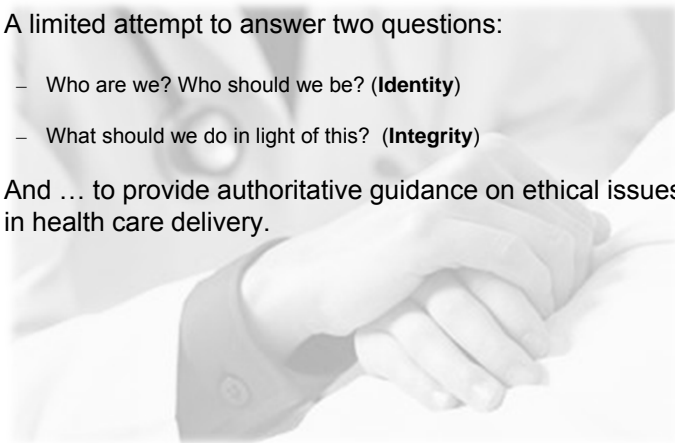 A limited attempt to answer two questions:
– Who are we? Who should we be? (Identity)
– What should we do in light of this? (Integrity)
And … to provide authoritative guidance on ethical issues
in health care delivery.